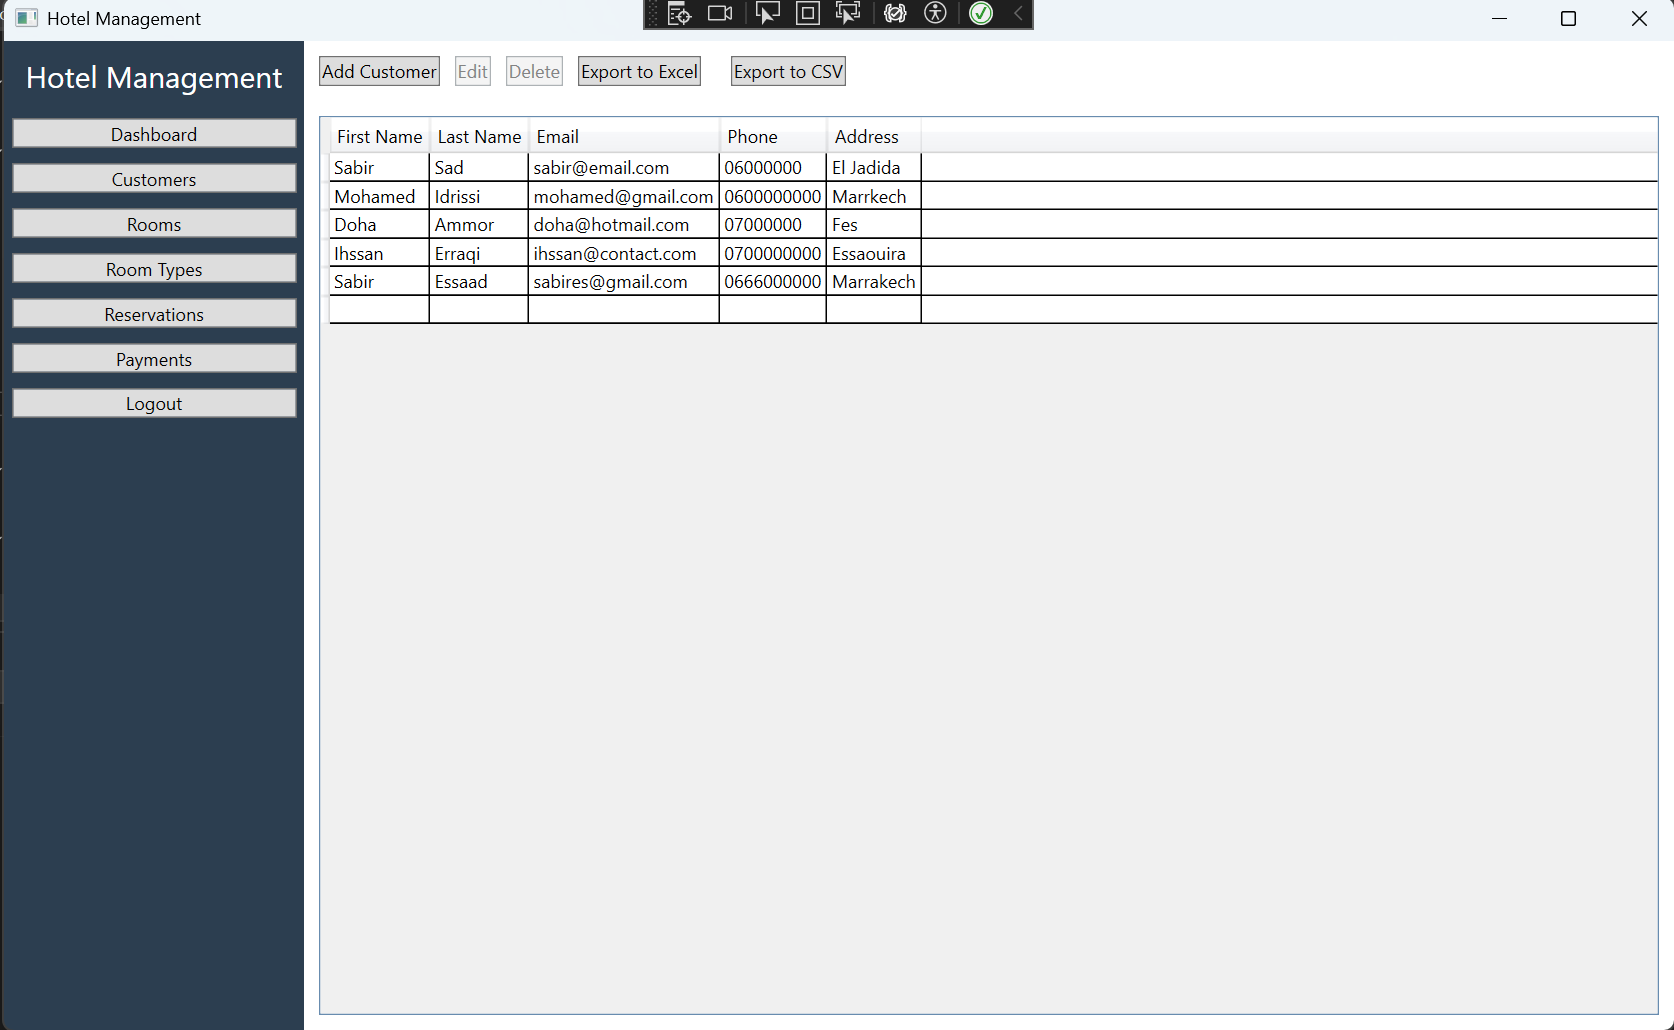 Hotel Management
Hotel Management
Dashboard
Customers
Rooms
Room Types
Reservations
Payments
Logout
Add Customer Edit Delete Export to Excel Export to CSV
First Name Last Name Email Phone Address
Sabir Sad sabir@email.com 06000000 El Jadida
Mohamed Idrissi mohamed@gmail.com 0600000000 Marrkech
Doha Ammor doha@hotmail.com 07000000 Fes
Ihssan Erraqi ihssan@contact.com 0700000000 Essaouira
Sabir Essaad sabires@gmail.com 0666000000 Marrakech